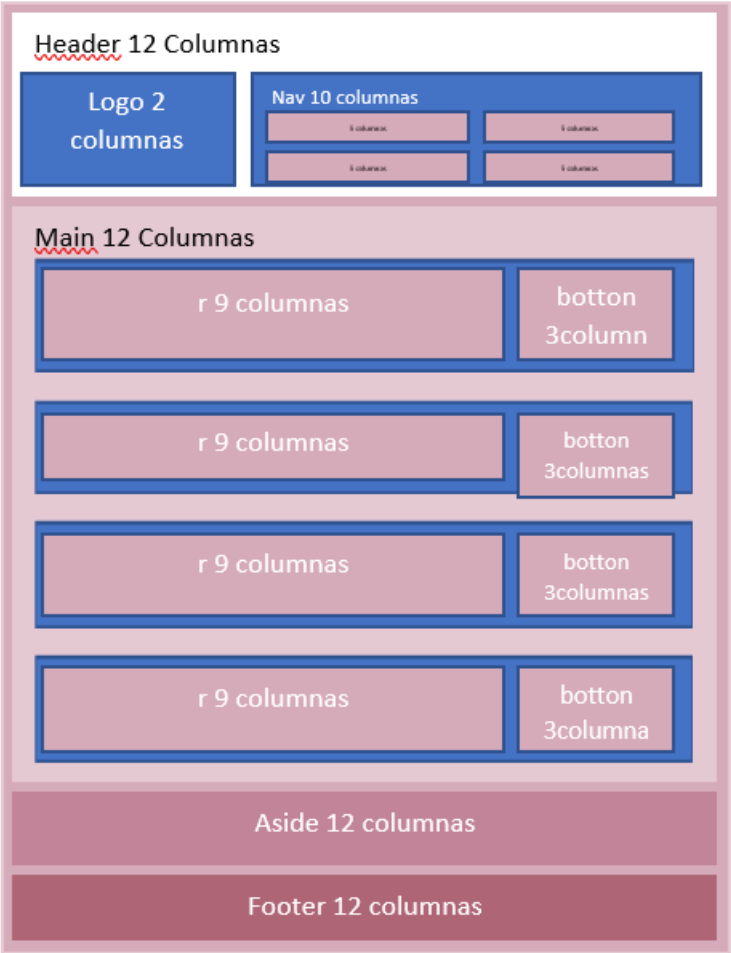 Header 12 Columnas
Logo 2
columnas
Nav 10 columnas
Main 12 Columnas
r 9 columnas
botton
3column
r 9 columnas
botton
3columnas
r 9 columnas
botton
3columnas
r 9 columnas
botton
3columna
Aside 12 columnas
Footer 12 columnas